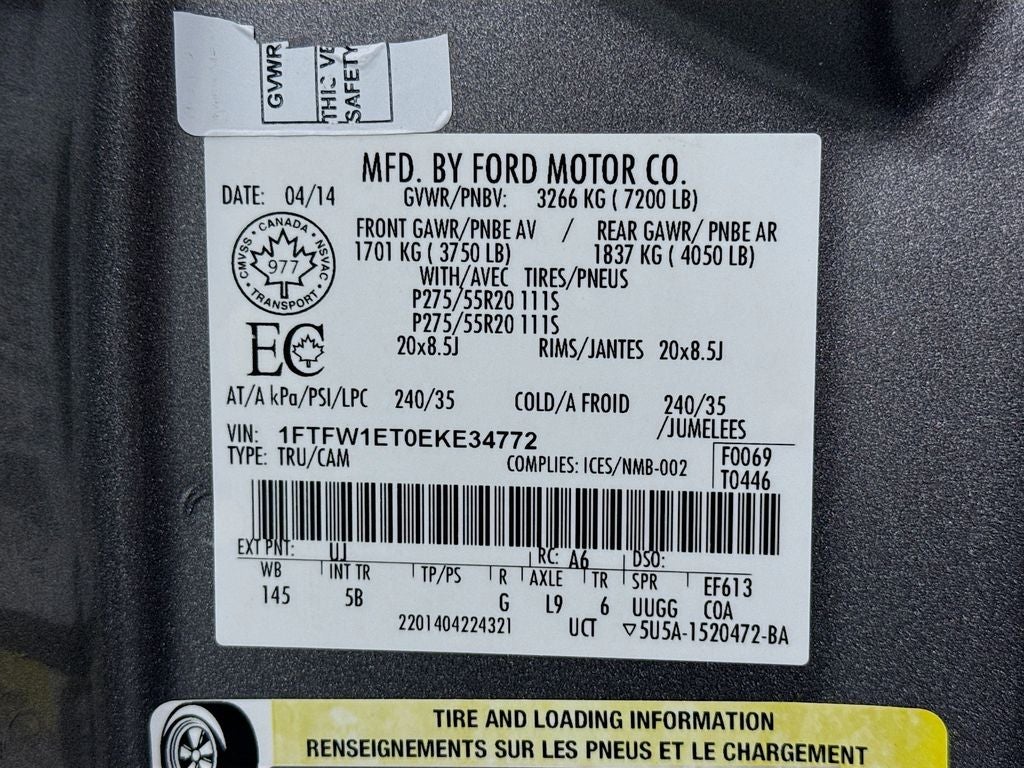 GVWR
THIS VE
SAFETY
MFD. BY FORD MOTOR CO.
DATE: 04/14 GVWR/PNBV: 3266 KG ( 7200 LB)
FRONT GAWR/PNBE AV / REAR GAWR/ PNBE AR
1701 KG ( 3750 LB) 1837 KG ( 4050 LB)
WITH/AVEC TIRES/PNEUS
P275/55R20 111S
P275/55R20 111S
20x8.5J RIMS/JANTES 20x8.5J
CANADA
CMVSS NSVAC
977
TRANSPORT
EC
AT/A kPa/PSI/LPC 240/35 COLD/A FROID 240/35
/JUMELEES
VIN: 1FTFW1ET0EKE34772
TYPE: TRU/CAM COMPLIES: ICES/NMB-002
F0069
T0446
EXT PNT: UJ RC: A6 DSO:
WB INT TR TP/PS R AXLE TR SPR EF613
145 5B G L9 6 UUGG C0A
2201404224321 UCT ▽5U5A-1520472-BA
TIRE AND LOADING INFORMATION
RENSEIGNEMENTS SUR LES PNEUS ET LE CHARGEMENT